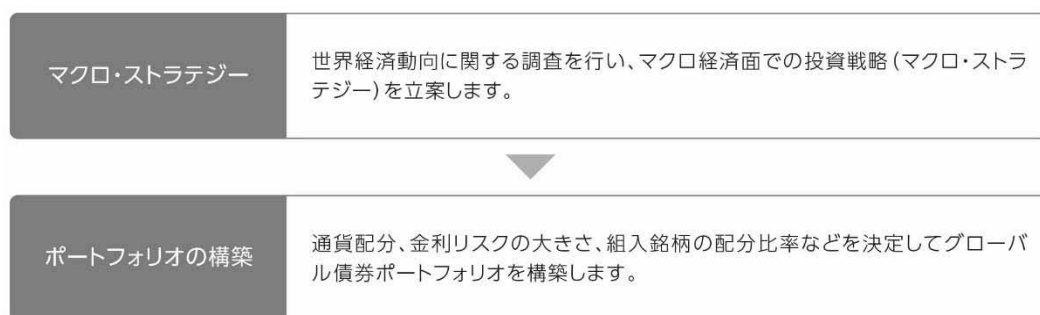 マクロ・ストラテジー
世界経済動向に関する調査を行い、マクロ経済面での投資戦略(マクロ・ストラ
テジー)を立案します。
ポートフォリオの構築
通貨配分、金利リスクの大きさ、組入銘柄の配分比率などを決定してグローバ
ル債券ポートフォリオを構築します。